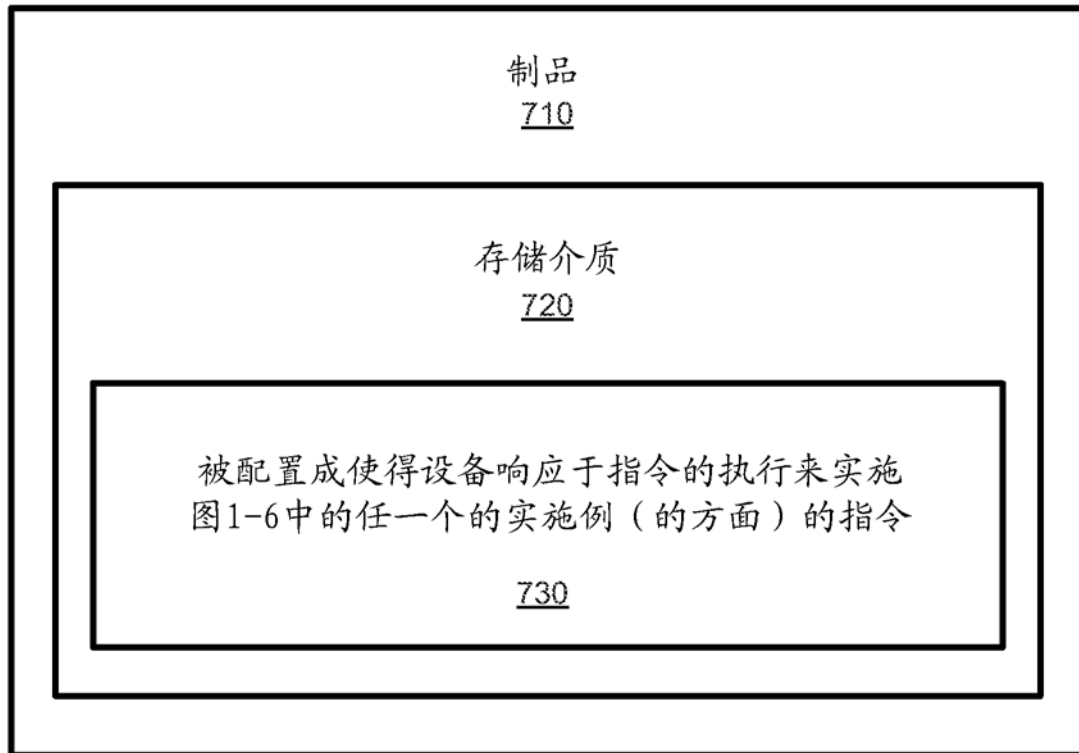 制品
710
存储介质
720
被配置成使得设备响应于指令的执行来实施
图1-6中的任一个的实施例（的方面）的指令
730